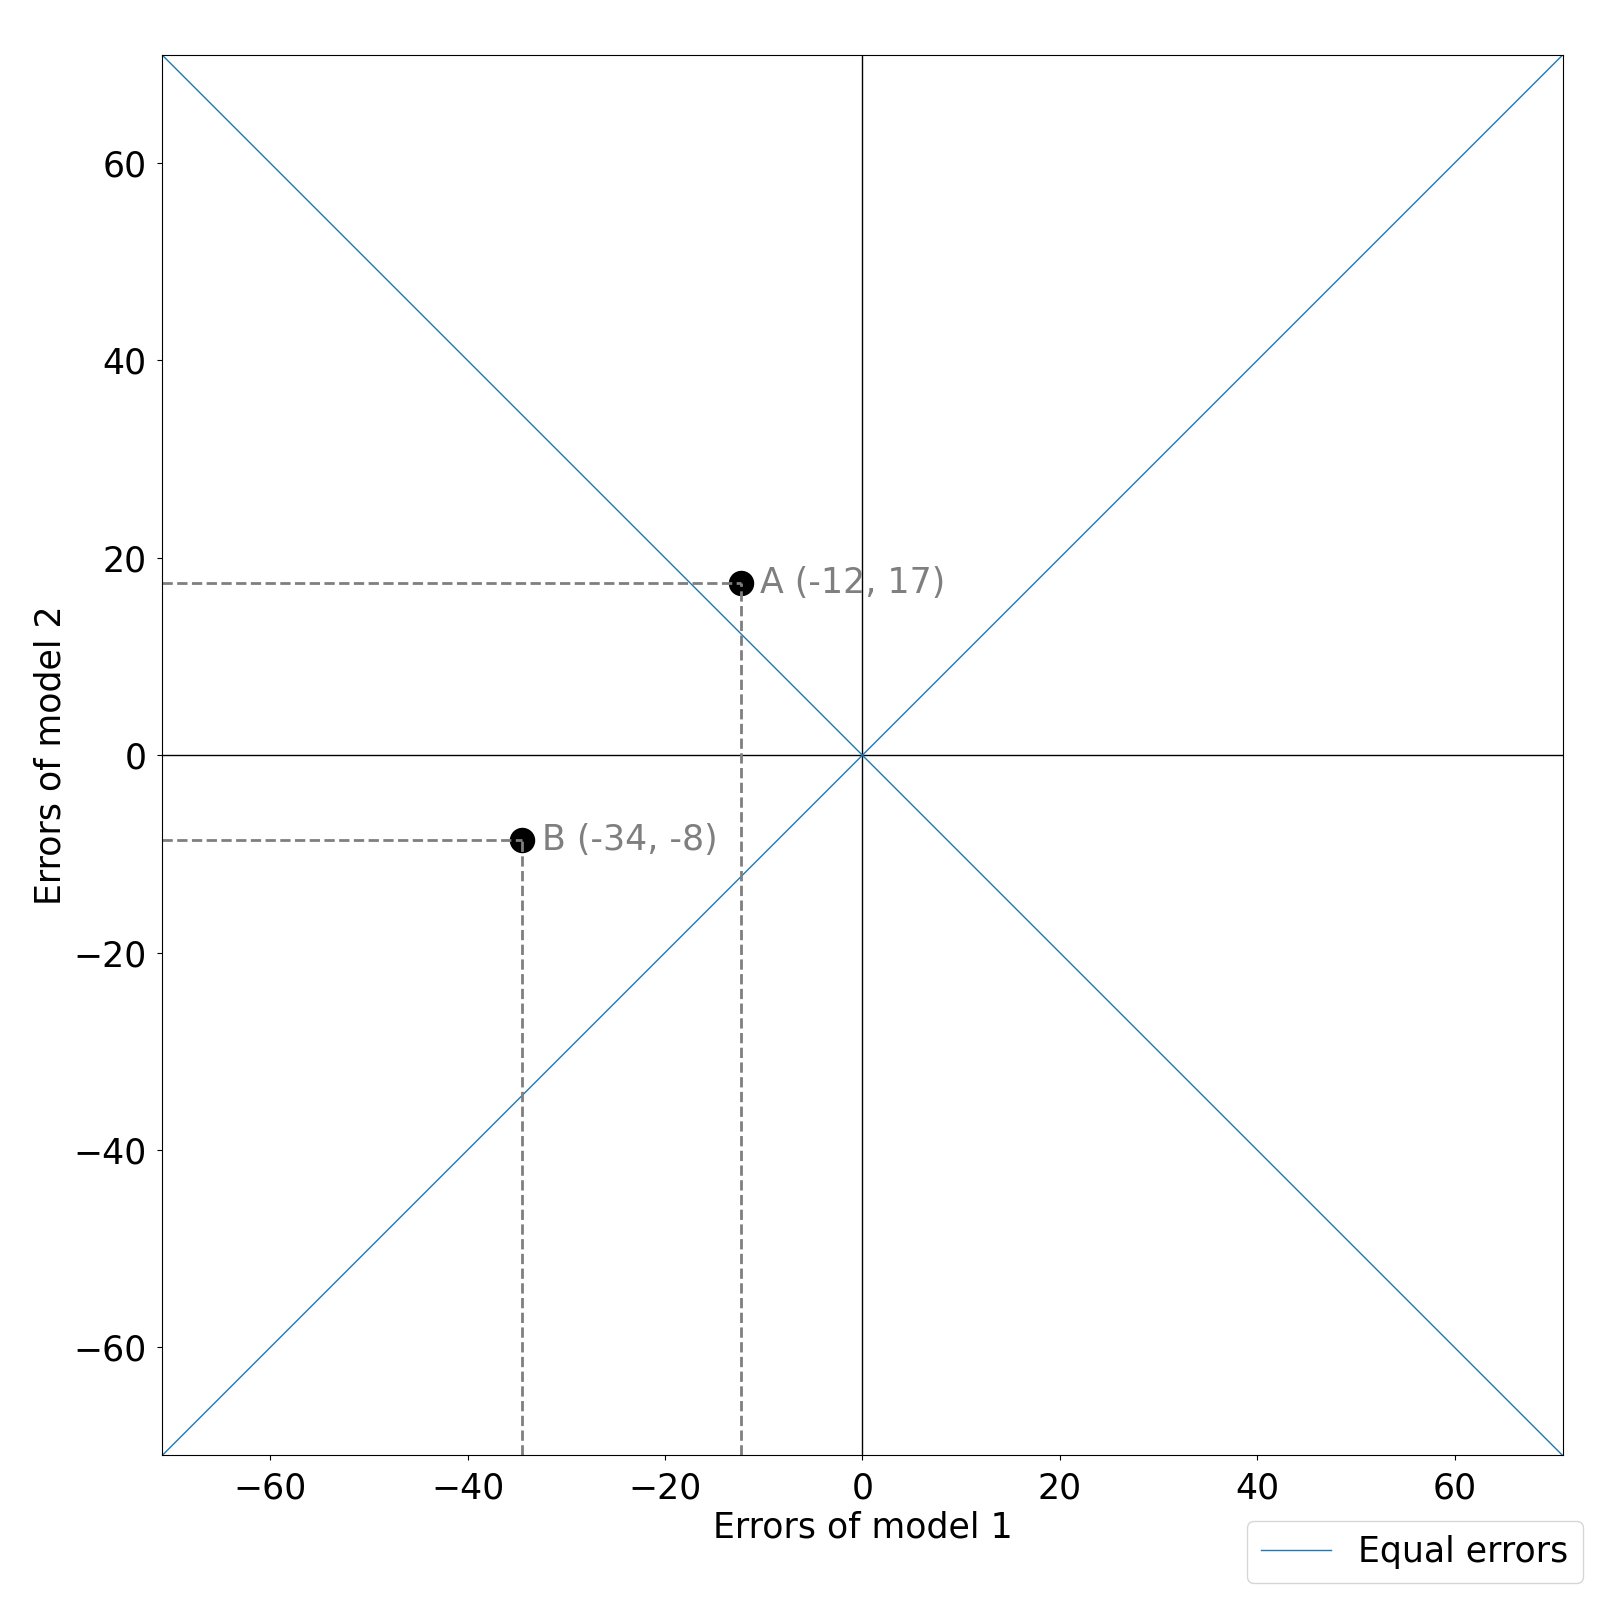 60
40
20
0
−20
−40
−60
Errors of model 2
A (-12, 17)
B (-34, -8)
−60 −40 −20 0 20 40 60
Errors of model 1
Equal errors